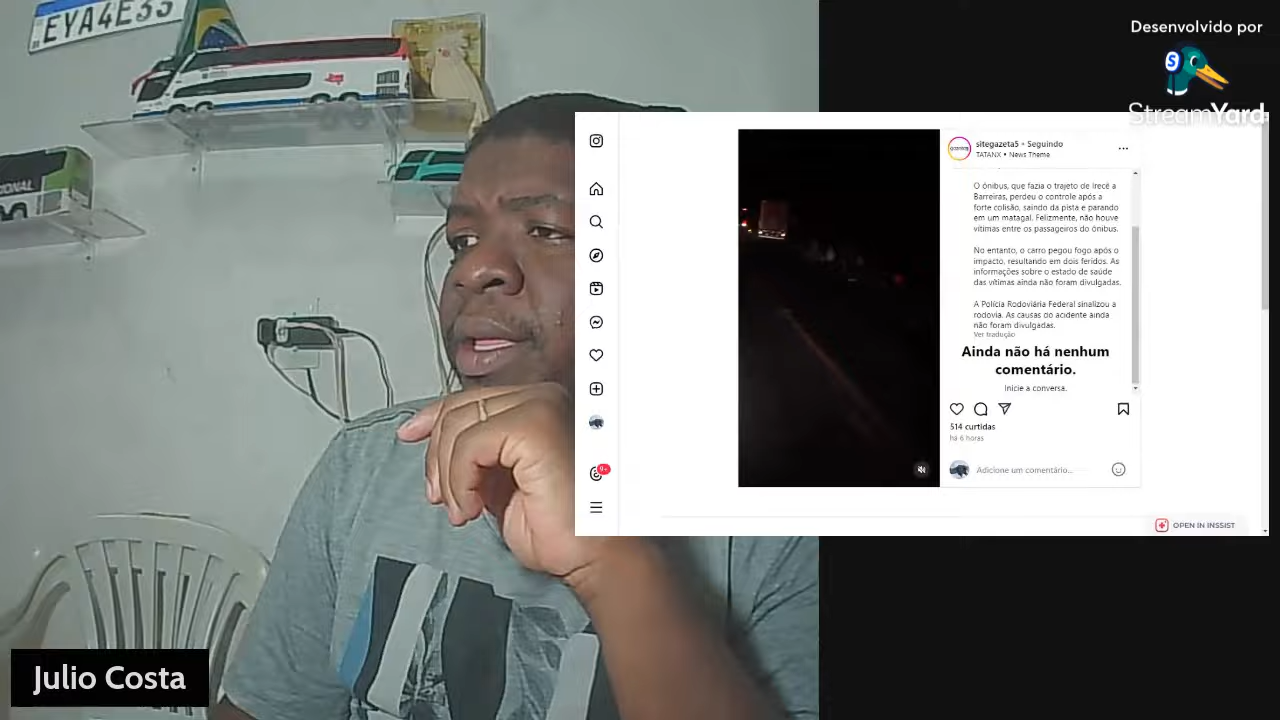 EYA4E33
IONAL
Julio Costa
Desenvolvido por
StreamYard
sitegazeta5 • Seguindo
TATANX • News Theme
O ônibus, que fazia o trajeto de Irecê a
Barreiras, perdeu o controle após a
forte colisão, saindo da pista e parando
em um matagal. Felizmente, não houve
vítimas entre os passageiros do ônibus.
No entanto, o carro pegou fogo após o
impacto, resultando em dois feridos. As
informações sobre o estado de saúde
das vítimas ainda não foram divulgadas.
A Polícia Rodoviária Federal sinalizou a
rodovia. As causas do acidente ainda
não foram divulgadas.
Ver tradução
Ainda não há nenhum
comentário.
Inicie a conversa.
514 curtidas
há 6 horas
Adicione um comentário...
9+
OPEN IN INSSIST